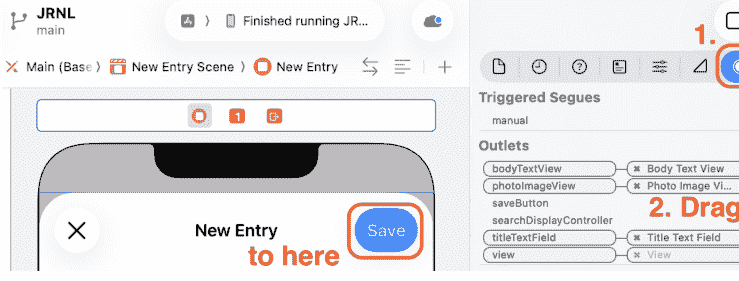 JRNL
main
Finished running JR...
1.
Main (Base
New Entry Scene
New Entry
Triggered Segues
manual
Outlets
1
bodyTextView
Body Text View
photoImageView
Photo Image Vi...
saveButton
2. Drag
searchDisplayController
New Entry
Save
titleTextField
Title Text Field
to here
view
View